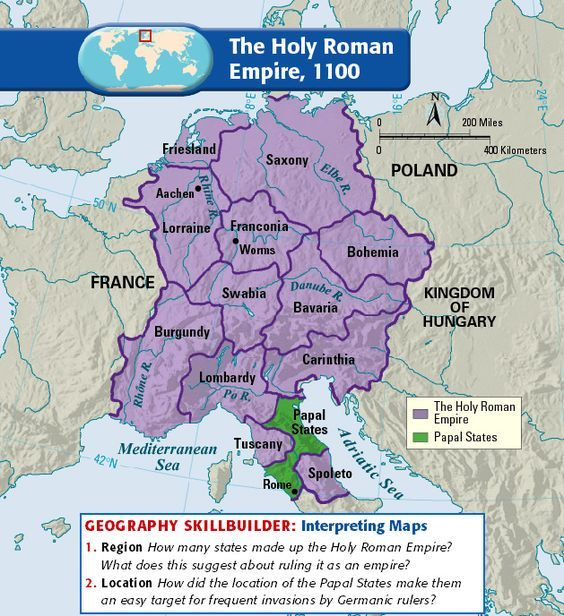 The Holy Roman
Empire, 1100
8°E
16°E
24°E
N
0 200 Miles
0 400 Kilometers
Friesland
Saxony
Elbe R.
POLAND
Aachen
Rhine R.
50°N
Lorraine
Franconia
Worms
Bohemia
FRANCE
Swabia
Danube R.
Bavaria
KINGDOM
OF
HUNGARY
Burgundy
Carinthia
Lombardy
Rhône R.
Po R.
Papal
States
The Holy Roman
Empire
Papal States
Mediterranean
Sea
Tuscany
Adriatic Sea
42°N
Spoleto
Rome
GEOGRAPHY SKILLBUILDER: Interpreting Maps
1. Region How many states made up the Holy Roman Empire?
What does this suggest about ruling it as an empire?
2. Location How did the location of the Papal States make them
an easy target for frequent invasions by Germanic rulers?